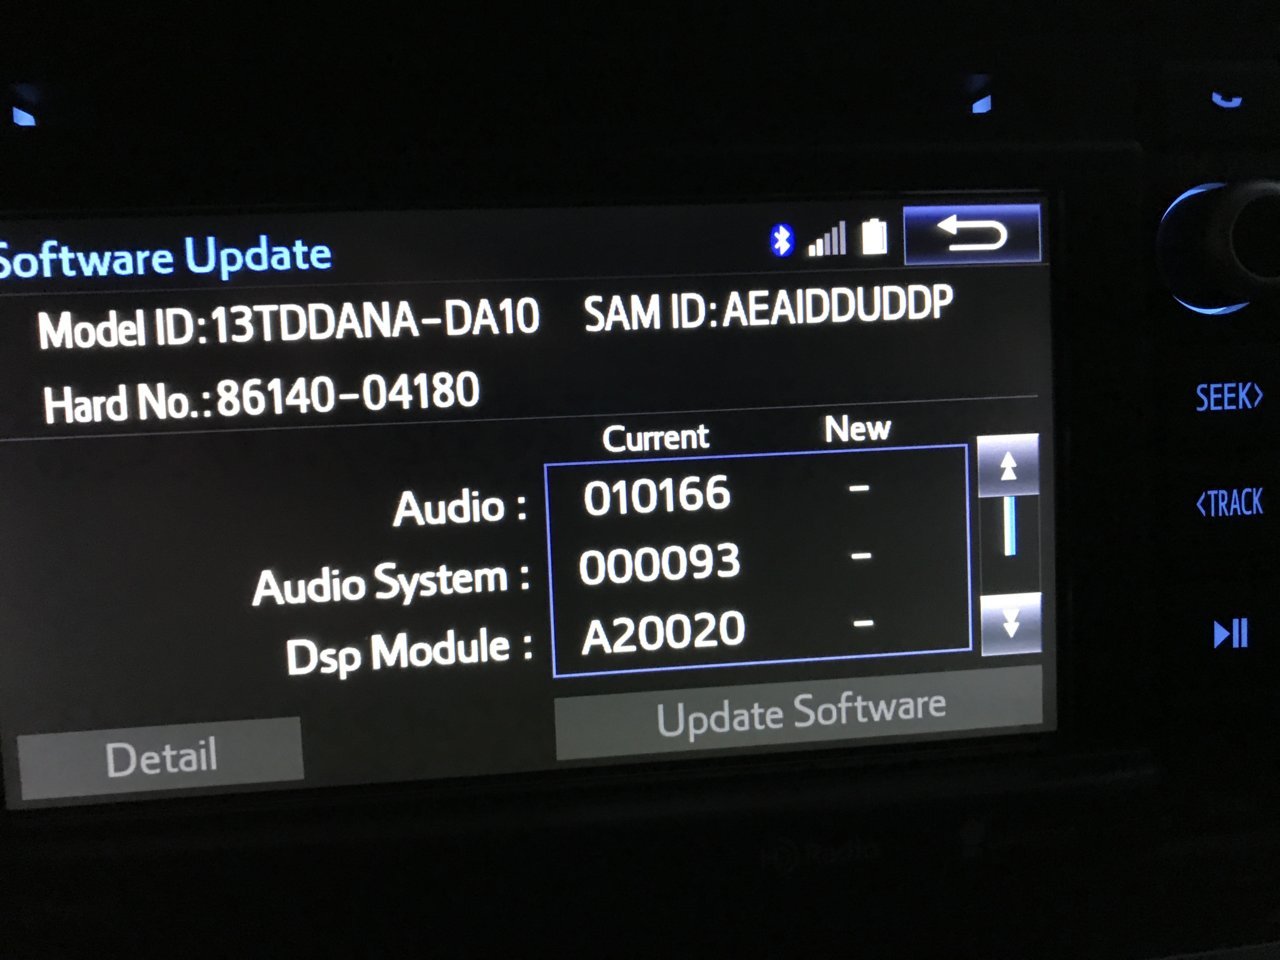 Software Update
Model ID:13TDDANA-DA10 SAM ID:AEAIDDUDDP
Hard No.:86140-04180
Current New
Audio : 010166 -
Audio System : 000093 -
Dsp Module : A20020 -
Detail Update Software
SEEK>
<TRACK